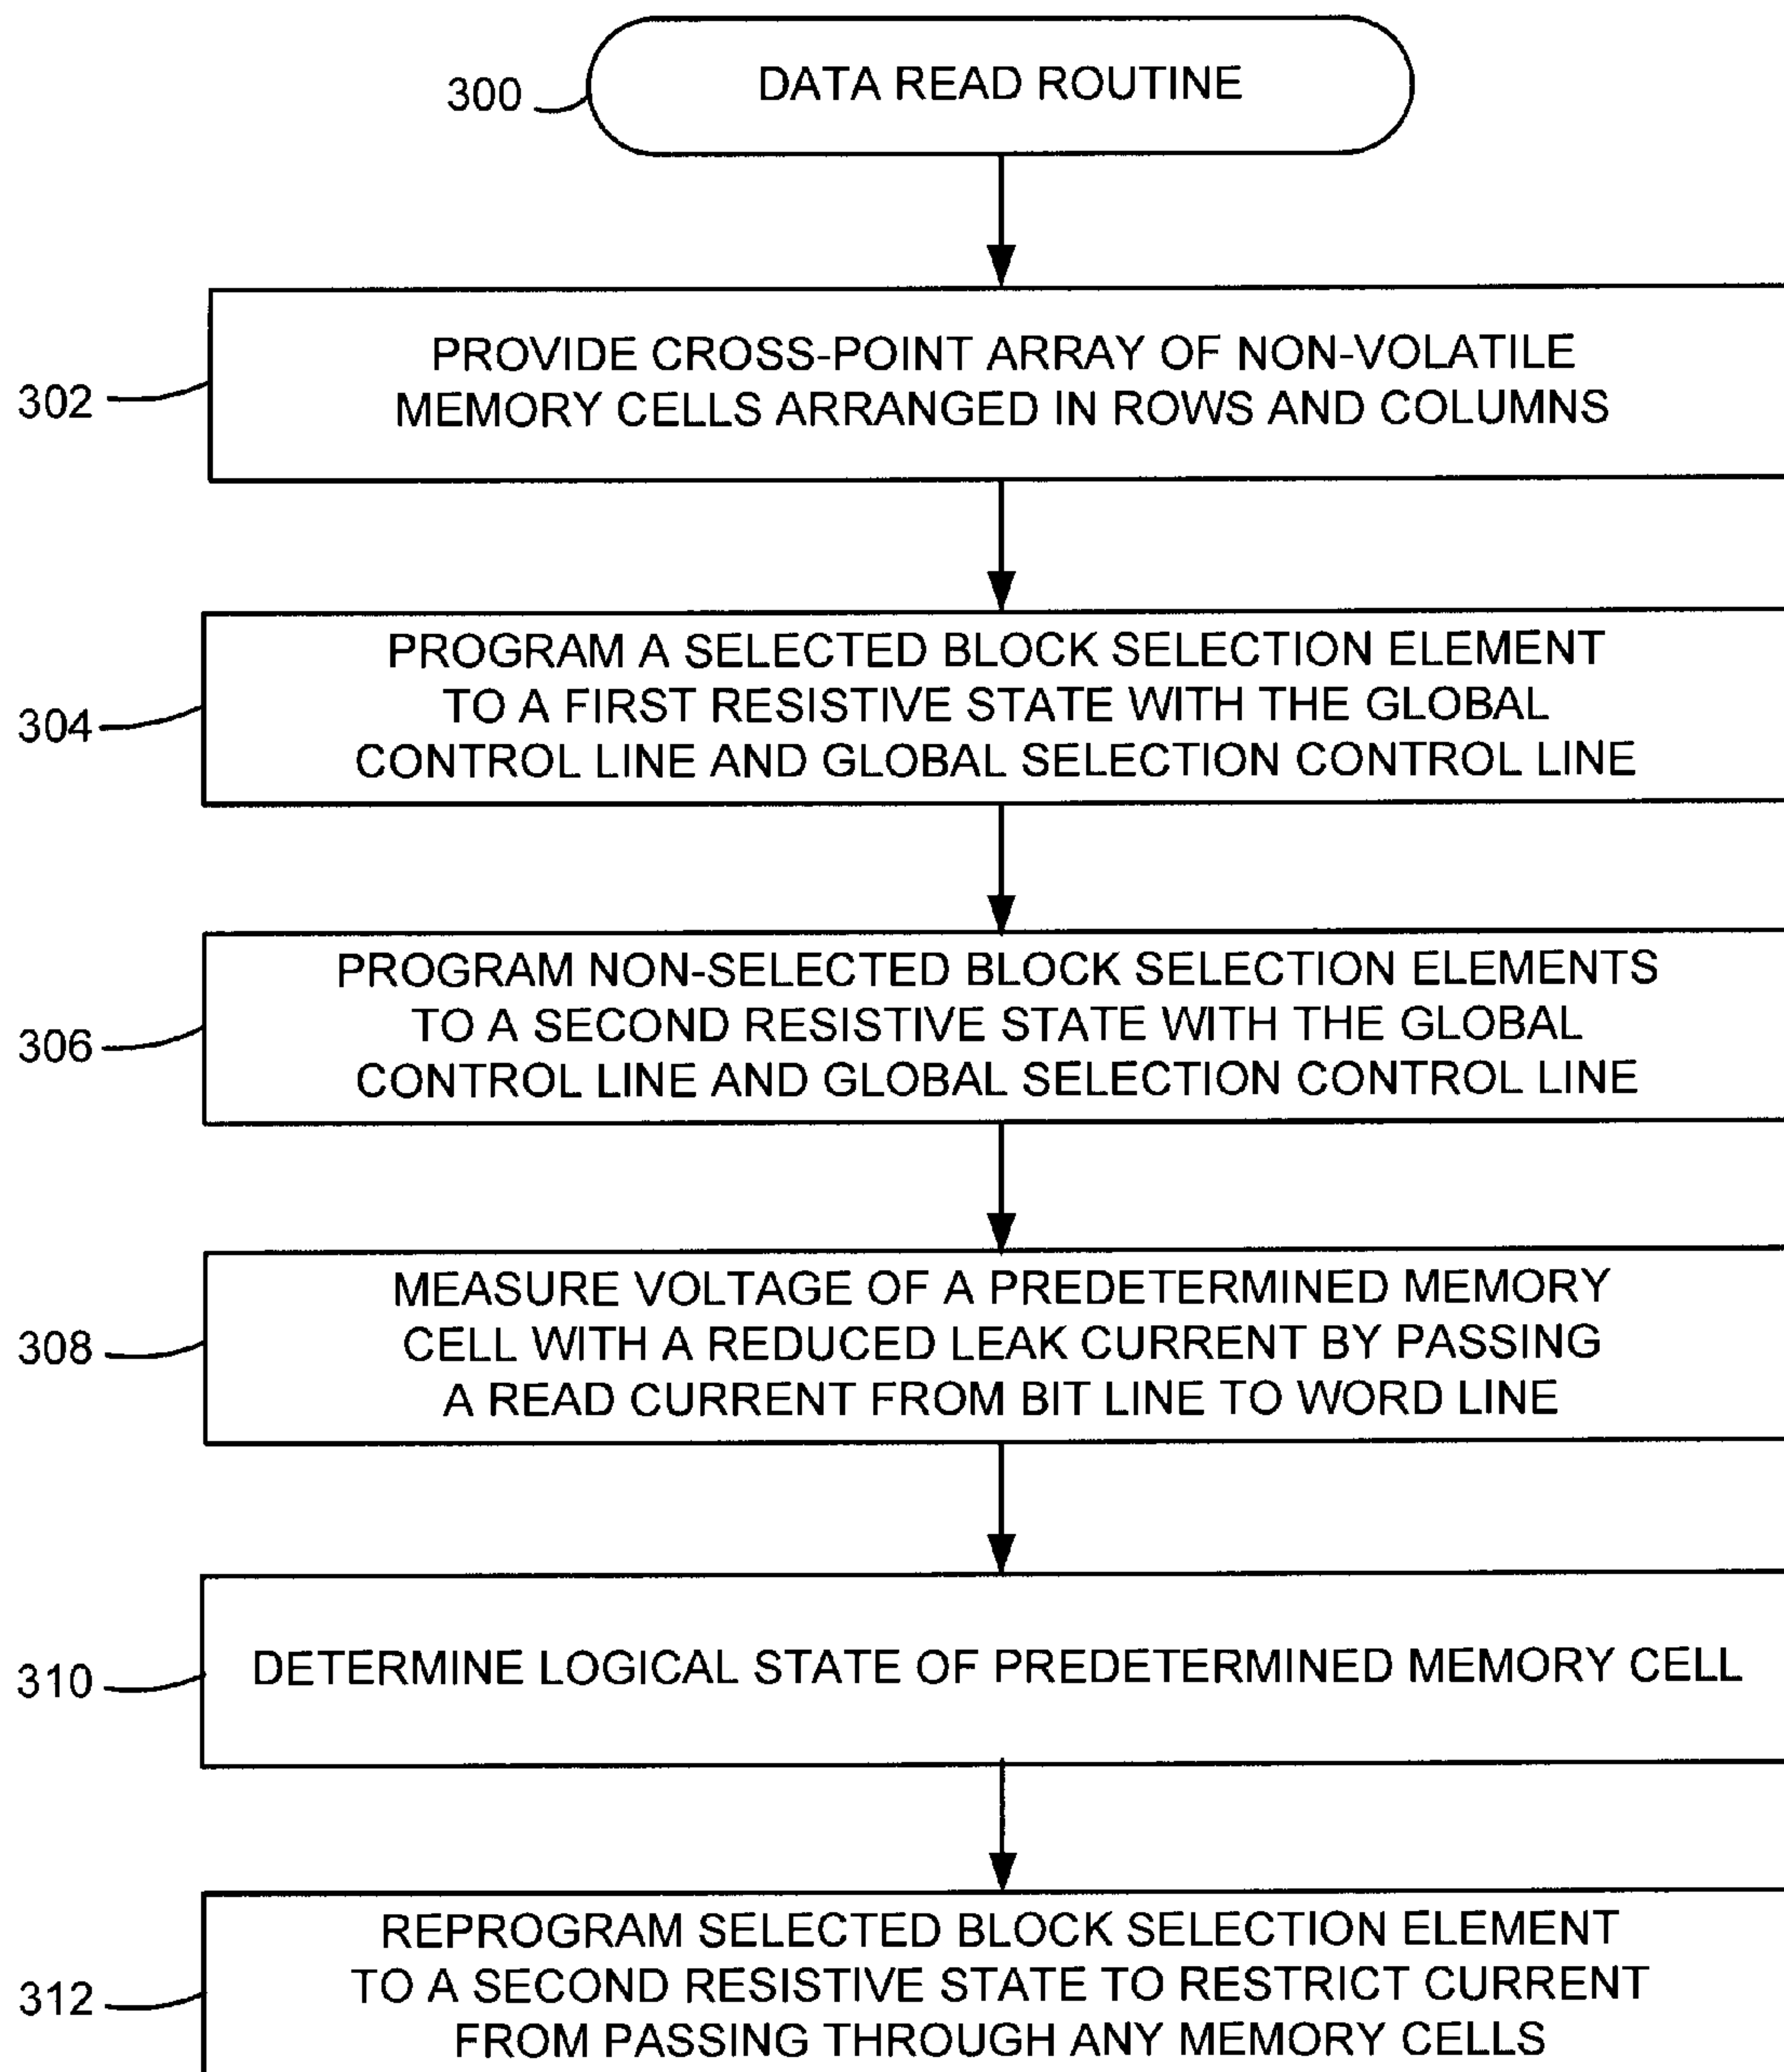 300
DATA READ ROUTINE
302
PROVIDE CROSS-POINT ARRAY OF NON-VOLATILE
MEMORY CELLS ARRANGED IN ROWS AND COLUMNS
304
PROGRAM A SELECTED BLOCK SELECTION ELEMENT
TO A FIRST RESISTIVE STATE WITH THE GLOBAL
CONTROL LINE AND GLOBAL SELECTION CONTROL LINE
306
PROGRAM NON-SELECTED BLOCK SELECTION ELEMENTS
TO A SECOND RESISTIVE STATE WITH THE GLOBAL
CONTROL LINE AND GLOBAL SELECTION CONTROL LINE
308
MEASURE VOLTAGE OF A PREDETERMINED MEMORY
CELL WITH A REDUCED LEAK CURRENT BY PASSING
A READ CURRENT FROM BIT LINE TO WORD LINE
310
DETERMINE LOGICAL STATE OF PREDETERMINED MEMORY CELL
312
REPROGRAM SELECTED BLOCK SELECTION ELEMENT
TO A SECOND RESISTIVE STATE TO RESTRICT CURRENT
FROM PASSING THROUGH ANY MEMORY CELLS